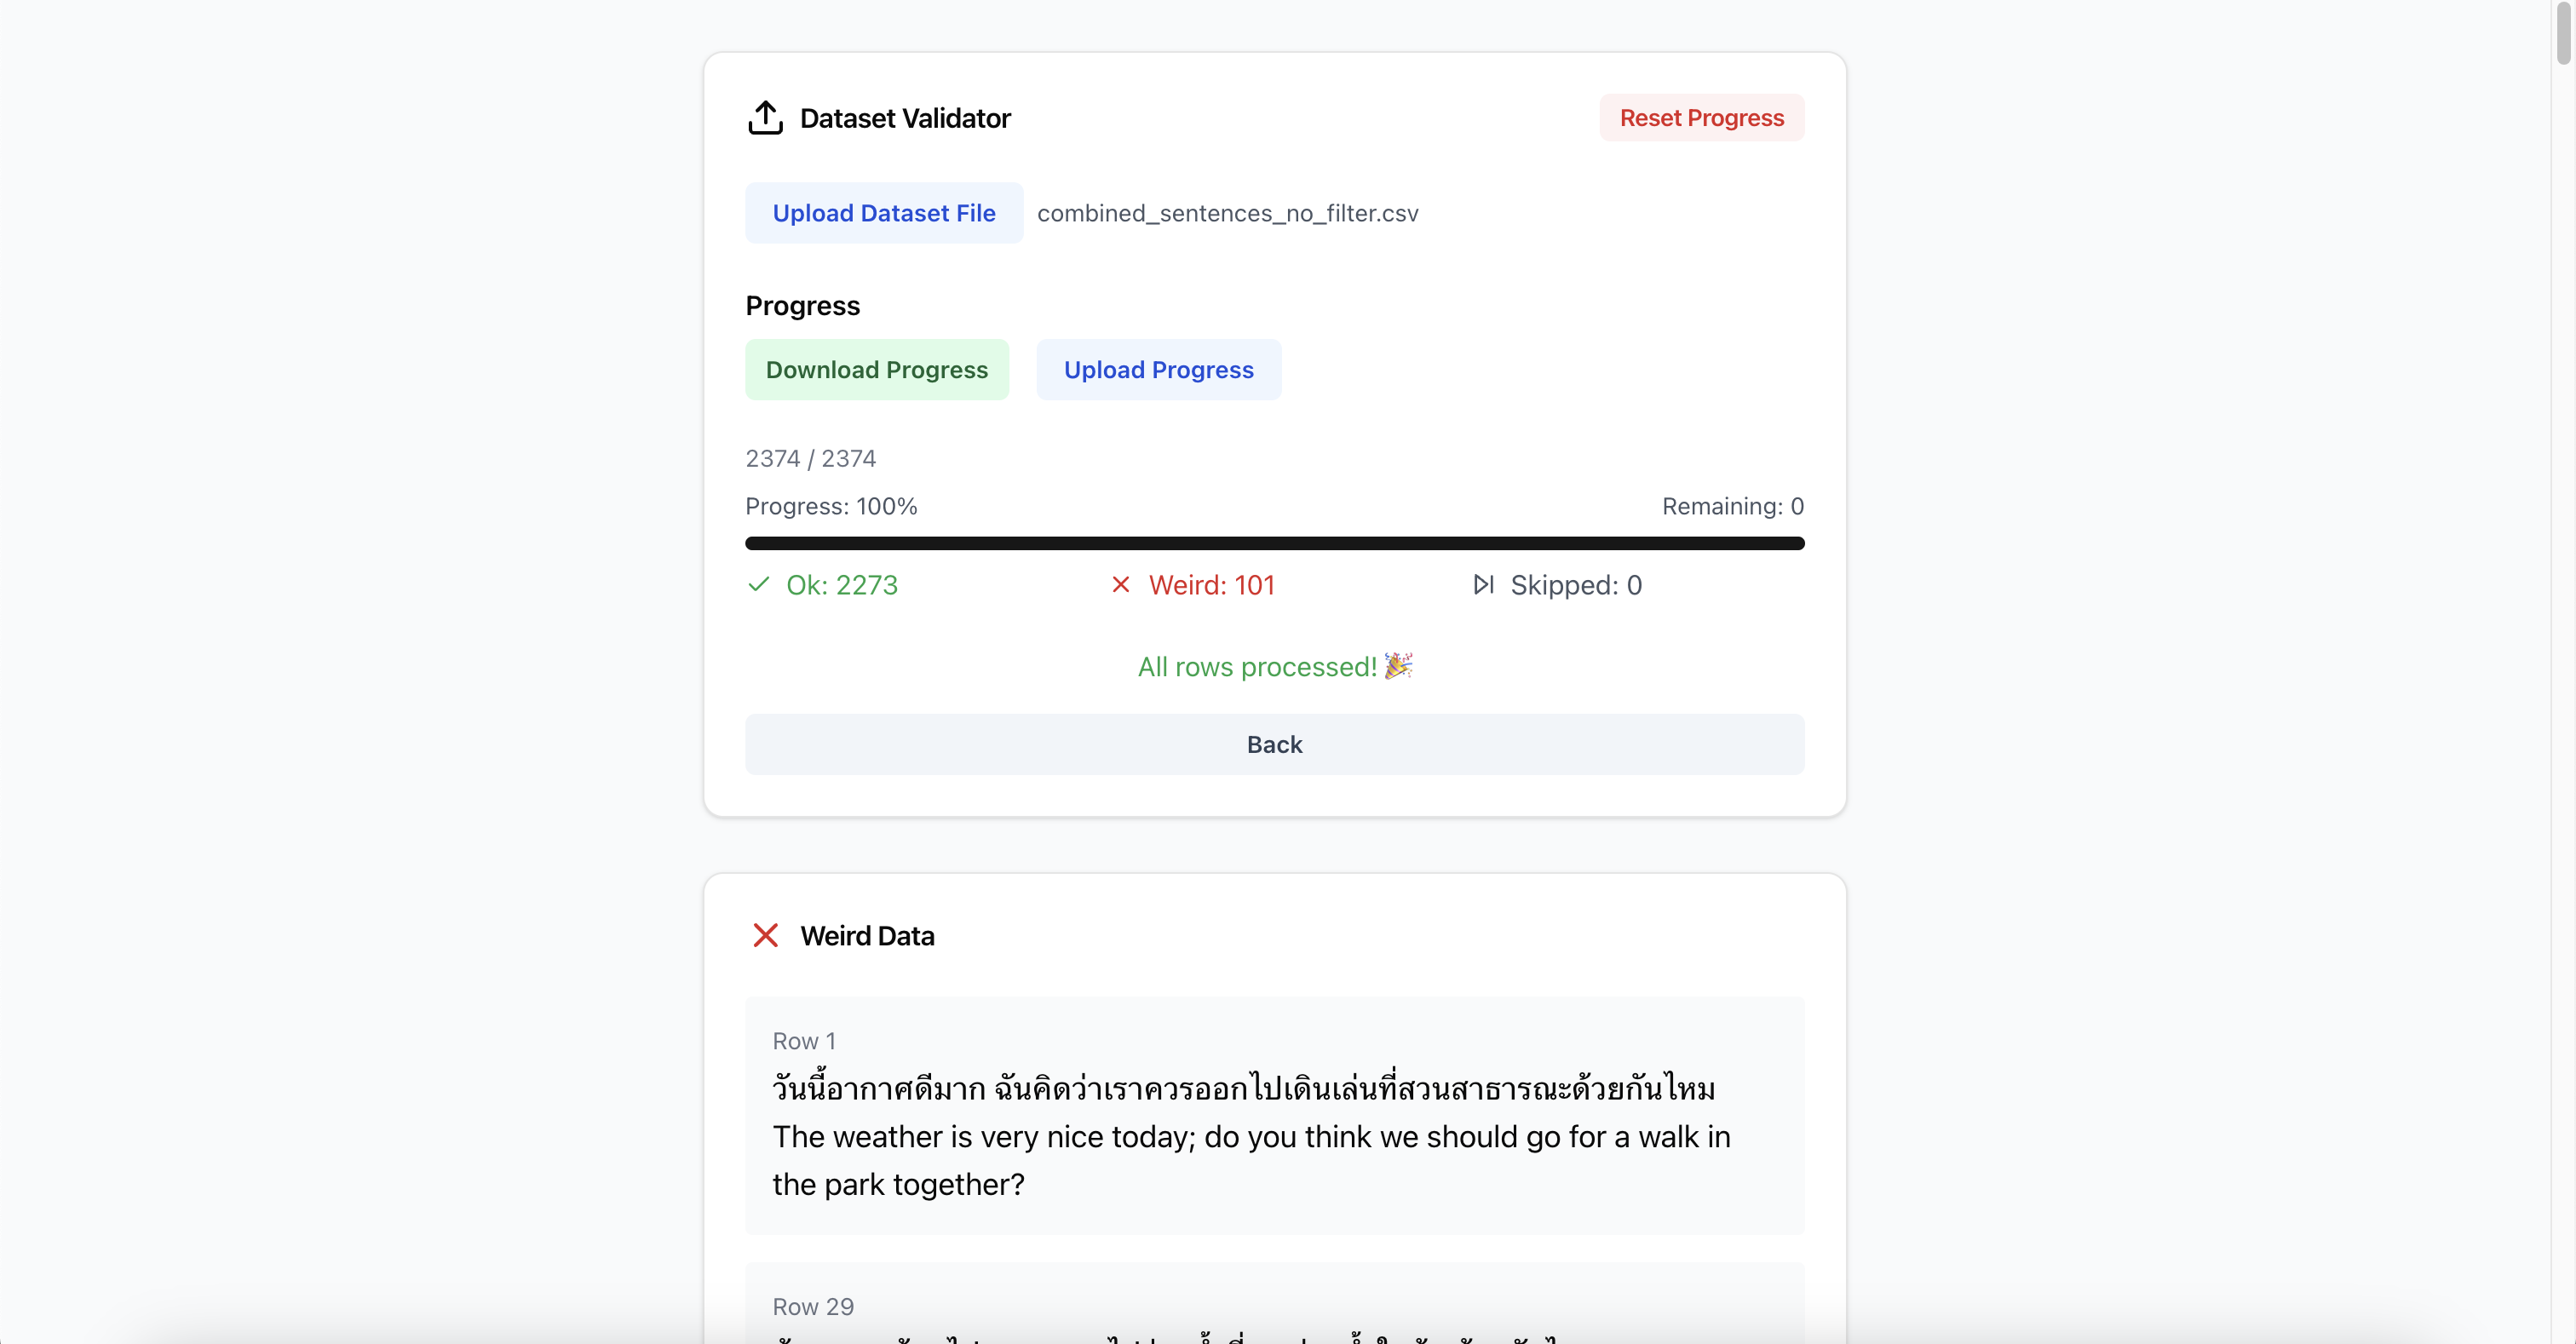 Dataset Validator
Reset Progress
Upload Dataset File combined_sentences_no_filter.csv
Progress
Download Progress Upload Progress
2374 / 2374
Progress: 100% Remaining: 0
Ok: 2273 Weird: 101 Skipped: 0
All rows processed! 🎉
Back
Weird Data
Row 1
วันนี้อากาศดีมาก ฉันคิดว่าเราควรออกไปเดินเล่นที่สวนสาธารณะด้วยกันไหม
The weather is very nice today; do you think we should go for a walk in
the park together?
Row 29